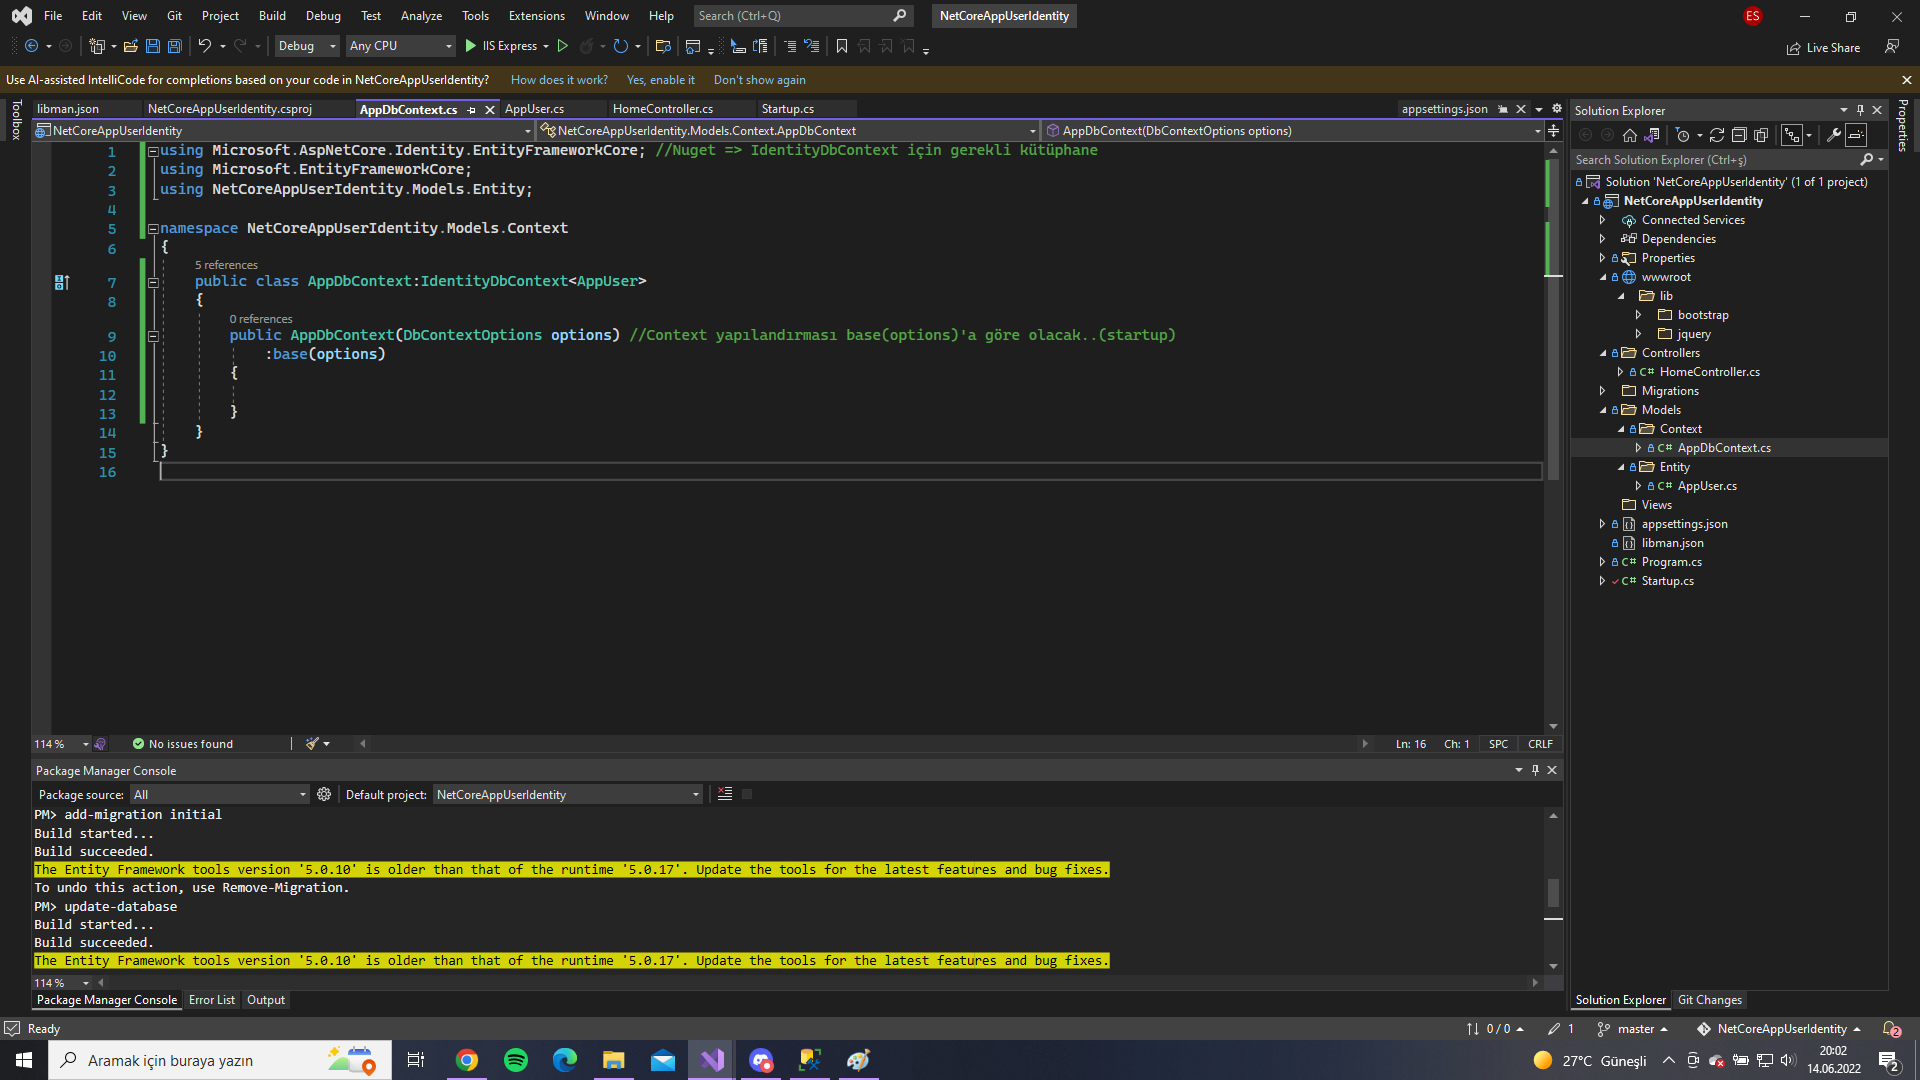 File Edit View Git Project Build Debug Test Analyze Tools Extensions Window Help Search (Ctrl+Q) NetCoreAppUserIdentity ES
Debug Any CPU IIS Express Live Share
Use AI-assisted IntelliCode for completions based on your code in NetCoreAppUserIdentity? How does it work? Yes, enable it Don't show again
Toolbox
libman.json NetCoreAppUserIdentity.csproj AppDbContext.cs AppUser.cs HomeController.cs Startup.cs appsettings.json
NetCoreAppUserIdentity NetCoreAppUserIdentity.Models.Context.AppDbContext AppDbContext(DbContextOptions options)
1 using Microsoft.AspNetCore.Identity.EntityFrameworkCore; //Nuget => IdentityDbContext için gerekli kütüphane
2 using Microsoft.EntityFrameworkCore;
3 using NetCoreAppUserIdentity.Models.Entity;
4
5 namespace NetCoreAppUserIdentity.Models.Context
6 {
5 references
7 public class AppDbContext:IdentityDbContext<AppUser>
8 {
0 references
9 public AppDbContext(DbContextOptions options) //Context yapılandırması base(options)'a göre olacak..(startup)
10 :base(options)
11 {
12
13 }
14 }
15 }
16
114 % No issues found Ln: 16 Ch: 1 SPC CRLF
Package Manager Console
Package source: All Default project: NetCoreAppUserIdentity
PM> add-migration initial
Build started...
Build succeeded.
The Entity Framework tools version '5.0.10' is older than that of the runtime '5.0.17'. Update the tools for the latest features and bug fixes.
To undo this action, use Remove-Migration.
PM> update-database
Build started...
Build succeeded.
The Entity Framework tools version '5.0.10' is older than that of the runtime '5.0.17'. Update the tools for the latest features and bug fixes.
114 %
Package Manager Console Error List Output
Solution Explorer
Search Solution Explorer (Ctrl+ş)
Solution 'NetCoreAppUserIdentity' (1 of 1 project)
NetCoreAppUserIdentity
Connected Services
Dependencies
Properties
wwwroot
lib
bootstrap
jquery
Controllers
C# HomeController.cs
Migrations
Models
Context
C# AppDbContext.cs
Entity
C# AppUser.cs
Views
appsettings.json
libman.json
C# Program.cs
C# Startup.cs
Solution Explorer Git Changes
Properties
Ready 0 / 0 1 master NetCoreAppUserIdentity 2
Aramak için buraya yazın 27°C Güneşli 20:02
14.06.2022 2